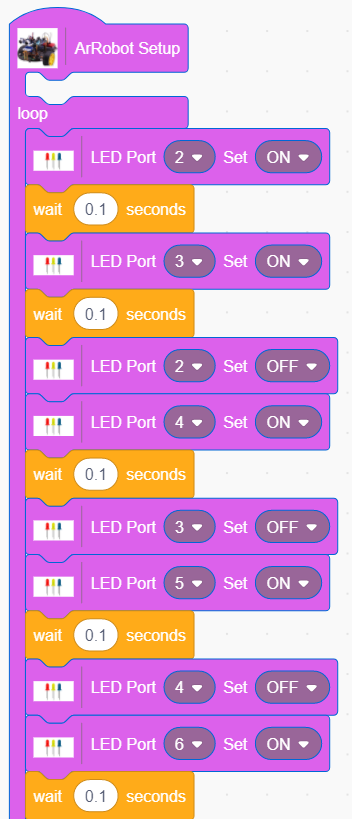 ArRobot Setup
loop
LED Port 2 Set ON
wait 0.1 seconds
LED Port 3 Set ON
wait 0.1 seconds
LED Port 2 Set OFF
LED Port 4 Set ON
wait 0.1 seconds
LED Port 3 Set OFF
LED Port 5 Set ON
wait 0.1 seconds
LED Port 4 Set OFF
LED Port 6 Set ON
wait 0.1 seconds